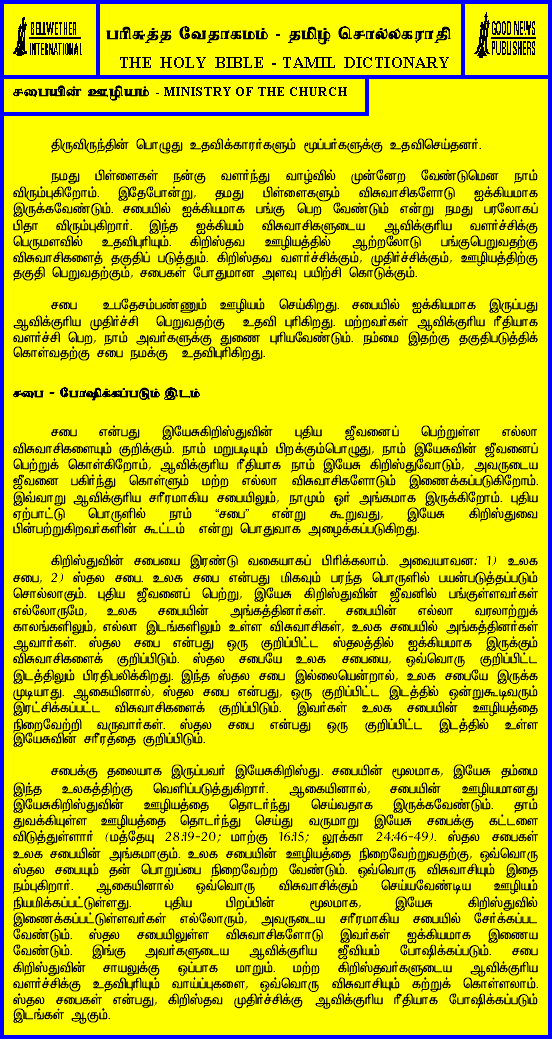 BELLWETHER
INTERNATIONAL
பரிசுத்த வேதாகமம் - தமிழ் சொல்லகராதி
THE HOLY BIBLE - TAMIL DICTIONARY
GOOD NEWS
PUBLISHERS
சபையின் ஊழியம் - MINISTRY OF THE CHURCH
திருவிருந்தின் பொழுது உதவிக்காரர்களும் மூப்பர்களுக்கு உதவிசெய்தனர்.
நமது பிள்ளைகள் நன்கு வளர்ந்து வாழ்வில் முன்னேற வேண்டுமென நாம்
விரும்புகிறோம். இதேபோன்று, தமது பிள்ளைகளும் விசுவாசிகளோடு ஐக்கியமாக
இருக்கவேண்டும். சபையில் ஐக்கியமாக பங்கு பெற வேண்டும் என்று நமது பரலோகப்
பிதா விரும்புகிறார். இந்த ஐக்கியம் விசுவாசிகளுடைய ஆவிக்குரிய வளர்ச்சிக்கு
பெருமளவில் உதவிபுரியும். கிறிஸ்தவ ஊழியத்தில் ஆற்றலோடு பங்குபெறுவதற்கு
விசுவாசிகளைத் தகுதிப் படுத்தும். கிறிஸ்தவ வளர்ச்சிக்கும், முதிர்ச்சிக்கும், ஊழியத்திற்கு
தகுதி பெறுவதற்கும், சபைகள் போதுமான அளவு பயிற்சி கொடுக்கும்.
சபை உபதேசம்பண்ணும் ஊழியம் செய்கிறது. சபையில் ஐக்கியமாக இருப்பது
ஆவிக்குரிய முதிர்ச்சி பெறுவதற்கு உதவி புரிகிறது. மற்றவர்கள் ஆவிக்குரிய ரீதியாக
வளர்ச்சி பெற, நாம் அவர்களுக்கு துணை புரியவேண்டும். நம்மை இதற்கு தகுதிபடுத்திக்
கொள்வதற்கு சபை நமக்கு உதவிபுரிகிறது.
சபை - போஷிக்கப்படும் இடம்
சபை என்பது இயேசுகிறிஸ்துவின் புதிய ஜீவனைப் பெற்றுள்ள எல்லா
விசுவாசிகளையும் குறிக்கும். நாம் மறுபடியும் பிறக்கும்பொழுது, நாம் இயேசுவின் ஜீவனைப்
பெற்றுக் கொள்கிறோம், ஆவிக்குரிய ரீதியாக நாம் இயேசு கிறிஸ்துவோடும், அவருடைய
ஜீவனை பகிர்ந்து கொள்ளும் மற்ற எல்லா விசுவாசிகளோடும் இணைக்கப்படுகிறோம்.
இவ்வாறு ஆவிக்குரிய சரீரமாகிய சபையிலும், நாமும் ஓர் அங்கமாக இருக்கிறோம். புதிய
ஏற்பாட்டு பொருளில் நாம் “சபை” என்று கூறுவது, இயேசு கிறிஸ்துவை
பின்பற்றுகிறவர்களின் கூட்டம் என்று பொதுவாக அழைக்கப்படுகிறது.
கிறிஸ்துவின் சபையை இரண்டு வகையாகப் பிரிக்கலாம். அவையாவன: 1) உலக
சபை, 2) ஸ்தல சபை. உலக சபை என்பது மிகவும் பரந்த பொருளில் பயன்படுத்தப்படும்
சொல்லாகும். புதிய ஜீவனைப் பெற்று, இயேசு கிறிஸ்துவின் ஜீவனில் பங்குள்ளவர்கள்
எல்லோருமே, உலக சபையின் அங்கத்தினர்கள். சபையின் எல்லா வரலாற்றுக்
காலங்களிலும், எல்லா இடங்களிலும் உள்ள விசுவாசிகள், உலக சபையில் அங்கத்தினர்கள்
ஆவார்கள். ஸ்தல சபை என்பது ஒரு குறிப்பிட்ட ஸ்தலத்தில் ஐக்கியமாக இருக்கும்
விசுவாசிகளைக் குறிப்பிடும். ஸ்தல சபையே உலக சபையை, ஒவ்வொரு குறிப்பிட்ட
இடத்திலும் பிரதிபலிக்கிறது. இந்த ஸ்தல சபை இல்லையென்றால், உலக சபையே இருக்க
முடியாது. ஆகையினால், ஸ்தல சபை என்பது, ஒரு குறிப்பிட்ட இடத்தில் ஒன்றுகூடிவரும்
இரட்சிக்கப்பட்ட விசுவாசிகளைக் குறிப்பிடும். இவர்கள் உலக சபையின் ஊழியத்தை
நிறைவேற்றி வருவார்கள். ஸ்தல சபை என்பது ஒரு குறிப்பிட்ட இடத்தில் உள்ள
இயேசுவின் சரீரத்தை குறிப்பிடும்.
சபைக்கு தலையாக இருப்பவர் இயேசுகிறிஸ்து. சபையின் மூலமாக, இயேசு தம்மை
இந்த உலகத்திற்கு வெளிப்படுத்துகிறார். ஆகையினால், சபையின் ஊழியமானது
இயேசுகிறிஸ்துவின் ஊழியத்தை தொடர்ந்து செய்வதாக இருக்கவேண்டும். தாம்
துவக்கியுள்ள ஊழியத்தை தொடர்ந்து செய்து வருமாறு இயேசு சபைக்கு கட்டளை
விடுத்துள்ளார் (மத்தேயு 28:19-20; மாற்கு 16:15; லூக்கா 24:46-49). ஸ்தல சபைகள்
உலக சபையின் அங்கமாகும். உலக சபையின் ஊழியத்தை நிறைவேற்றுவதற்கு, ஒவ்வொரு
ஸ்தல சபையும் தன் பொறுப்பை நிறைவேற்ற வேண்டும். ஒவ்வொரு விசுவாசியும் இதை
நம்புகிறார். ஆகையினால் ஒவ்வொரு விசுவாசிக்கும் செய்யவேண்டிய ஊழியம்
நியமிக்கப்பட்டுள்ளது. புதிய பிறப்பின் மூலமாக, இயேசு கிறிஸ்துவில்
இணைக்கப்பட்டுள்ளவர்கள் எல்லோரும், அவருடைய சரீரமாகிய சபையில் சேர்க்கப்பட
வேண்டும். ஸ்தல சபையிலுள்ள விசுவாசிகளோடு இவர்கள் ஐக்கியமாக இணைய
வேண்டும். இங்கு அவர்களுடைய ஆவிக்குரிய ஜீவியம் போஷிக்கப்படும். சபை
கிறிஸ்துவின் சாயலுக்கு ஒப்பாக மாறும். மற்ற கிறிஸ்தவர்களுடைய ஆவிக்குரிய
வளர்ச்சிக்கு உதவிபுரியும் வாய்ப்புகளை, ஒவ்வொரு விசுவாசியும் கற்றுக் கொள்ளலாம்.
ஸ்தல சபைகள் என்பது, கிறிஸ்தவ முதிர்ச்சிக்கு ஆவிக்குரிய ரீதியாக போஷிக்கப்படும்
இடங்கள் ஆகும்.